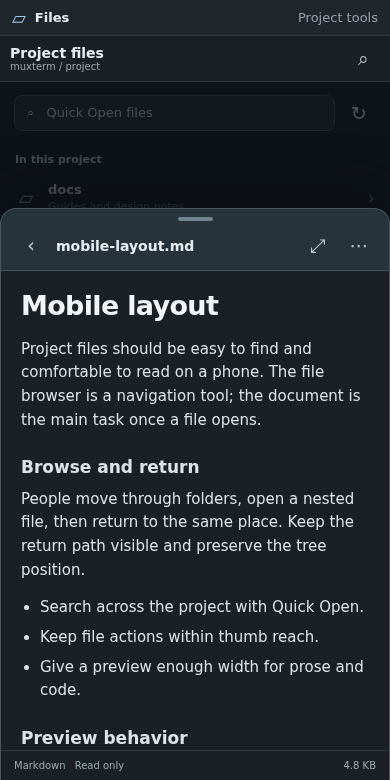 Files
Project tools
Project files
muxterm / project
Quick Open files
In this project
docs
Guides and design notes
mobile-layout.md
Mobile layout
Project files should be easy to find and
comfortable to read on a phone. The file
browser is a navigation tool; the document is
the main task once a file opens.
Browse and return
People move through folders, open a nested
file, then return to the same place. Keep the
return path visible and preserve the tree
position.
• Search across the project with Quick Open.
• Keep file actions within thumb reach.
• Give a preview enough width for prose and
code.
Preview behavior
Markdown Read only
4.8 KB